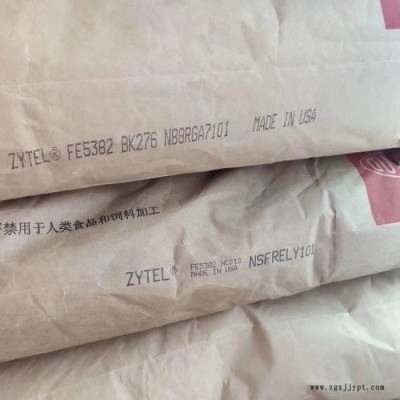 ZYTEL® FE5382 BK276 N88RGA7101 MADE IN USA
严禁用于人类食品和饲料加工
ZYTEL® FE5382 NC010 NSFRELY101
MADE IN USA
www.zgxjjypt.com